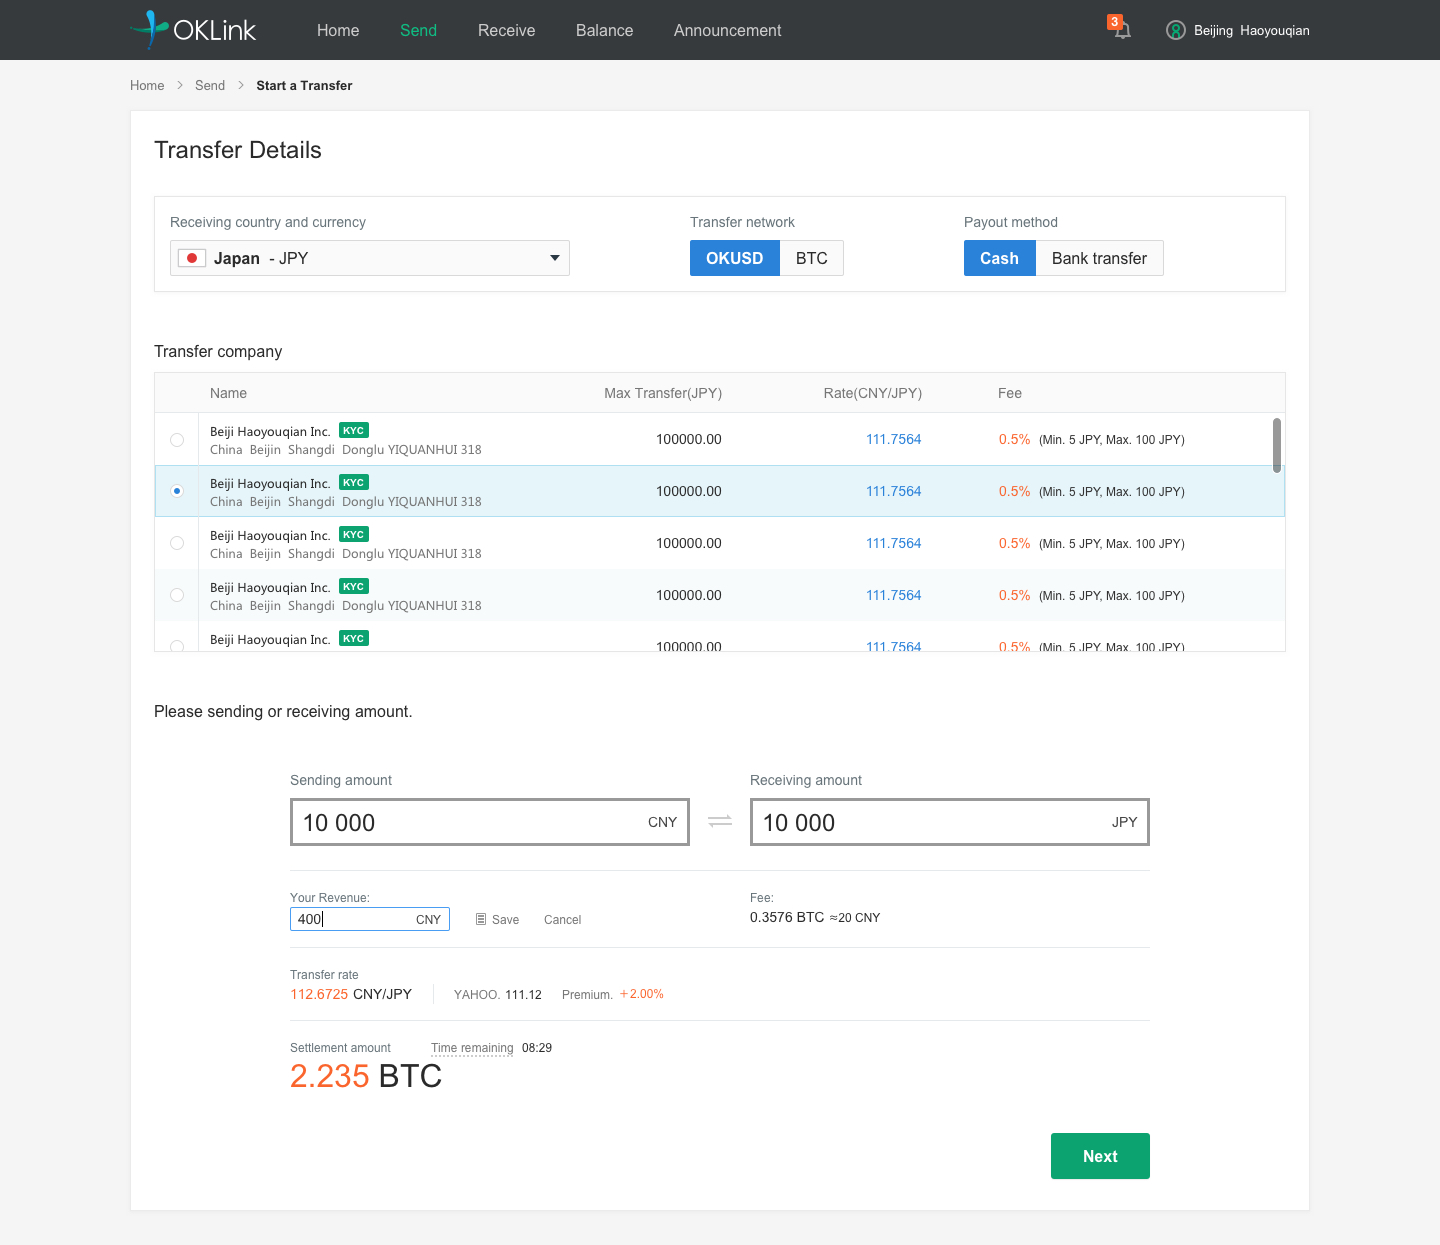 OKLink
Home Send Receive Balance Announcement
3
Beijing Haoyouqian
Home > Send > Start a Transfer
Transfer Details
Receiving country and currency Transfer network Payout method
Japan - JPY OKUSD BTC Cash Bank transfer
Transfer company
Name Max Transfer(JPY) Rate(CNY/JPY) Fee
Beiji Haoyouqian Inc. KYC
China Beijin Shangdi Donglu YIQUANHUI 318
100000.00 111.7564 0.5% (Min. 5 JPY, Max. 100 JPY)
Beiji Haoyouqian Inc. KYC
China Beijin Shangdi Donglu YIQUANHUI 318
100000.00 111.7564 0.5% (Min. 5 JPY, Max. 100 JPY)
Beiji Haoyouqian Inc. KYC
China Beijin Shangdi Donglu YIQUANHUI 318
100000.00 111.7564 0.5% (Min. 5 JPY, Max. 100 JPY)
Beiji Haoyouqian Inc. KYC
China Beijin Shangdi Donglu YIQUANHUI 318
100000.00 111.7564 0.5% (Min. 5 JPY, Max. 100 JPY)
Beiji Haoyouqian Inc. KYC
100000.00 111.7564 0.5% (Min. 5 JPY, Max. 100 JPY)
Please sending or receiving amount.
Sending amount Receiving amount
10 000 CNY 10 000 JPY
Your Revenue: Fee:
400 CNY Save Cancel 0.3576 BTC ≈20 CNY
Transfer rate
112.6725 CNY/JPY YAHOO. 111.12 Premium. +2.00%
Settlement amount Time remaining 08:29
2.235 BTC
Next